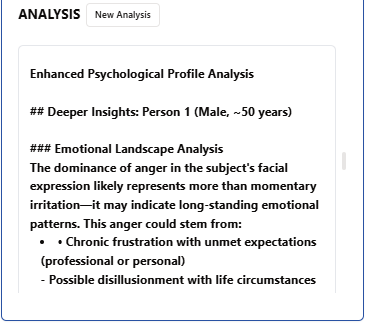 ANALYSIS New Analysis
Enhanced Psychological Profile Analysis
## Deeper Insights: Person 1 (Male, ~50 years)
### Emotional Landscape Analysis
The dominance of anger in the subject's facial
expression likely represents more than momentary
irritation—it may indicate long-standing emotional
patterns. This anger could stem from:
• • Chronic frustration with unmet expectations
(professional or personal)
- Possible disillusionment with life circumstances